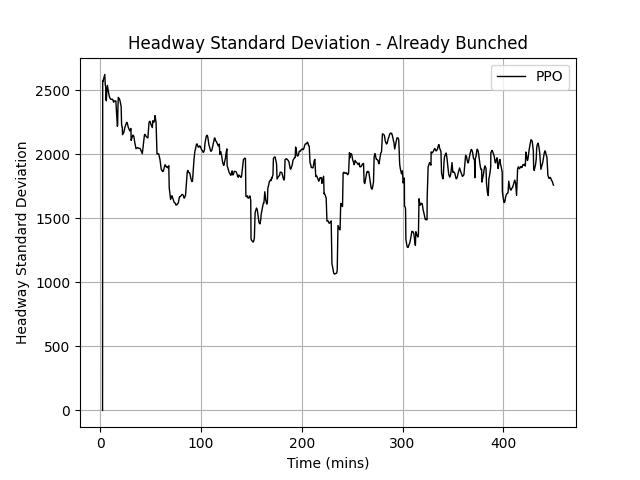 Headway Standard Deviation - Already Bunched
PPO
Headway Standard Deviation
2500
2000
1500
1000
500
0
0 100 200 300 400
Time (mins)